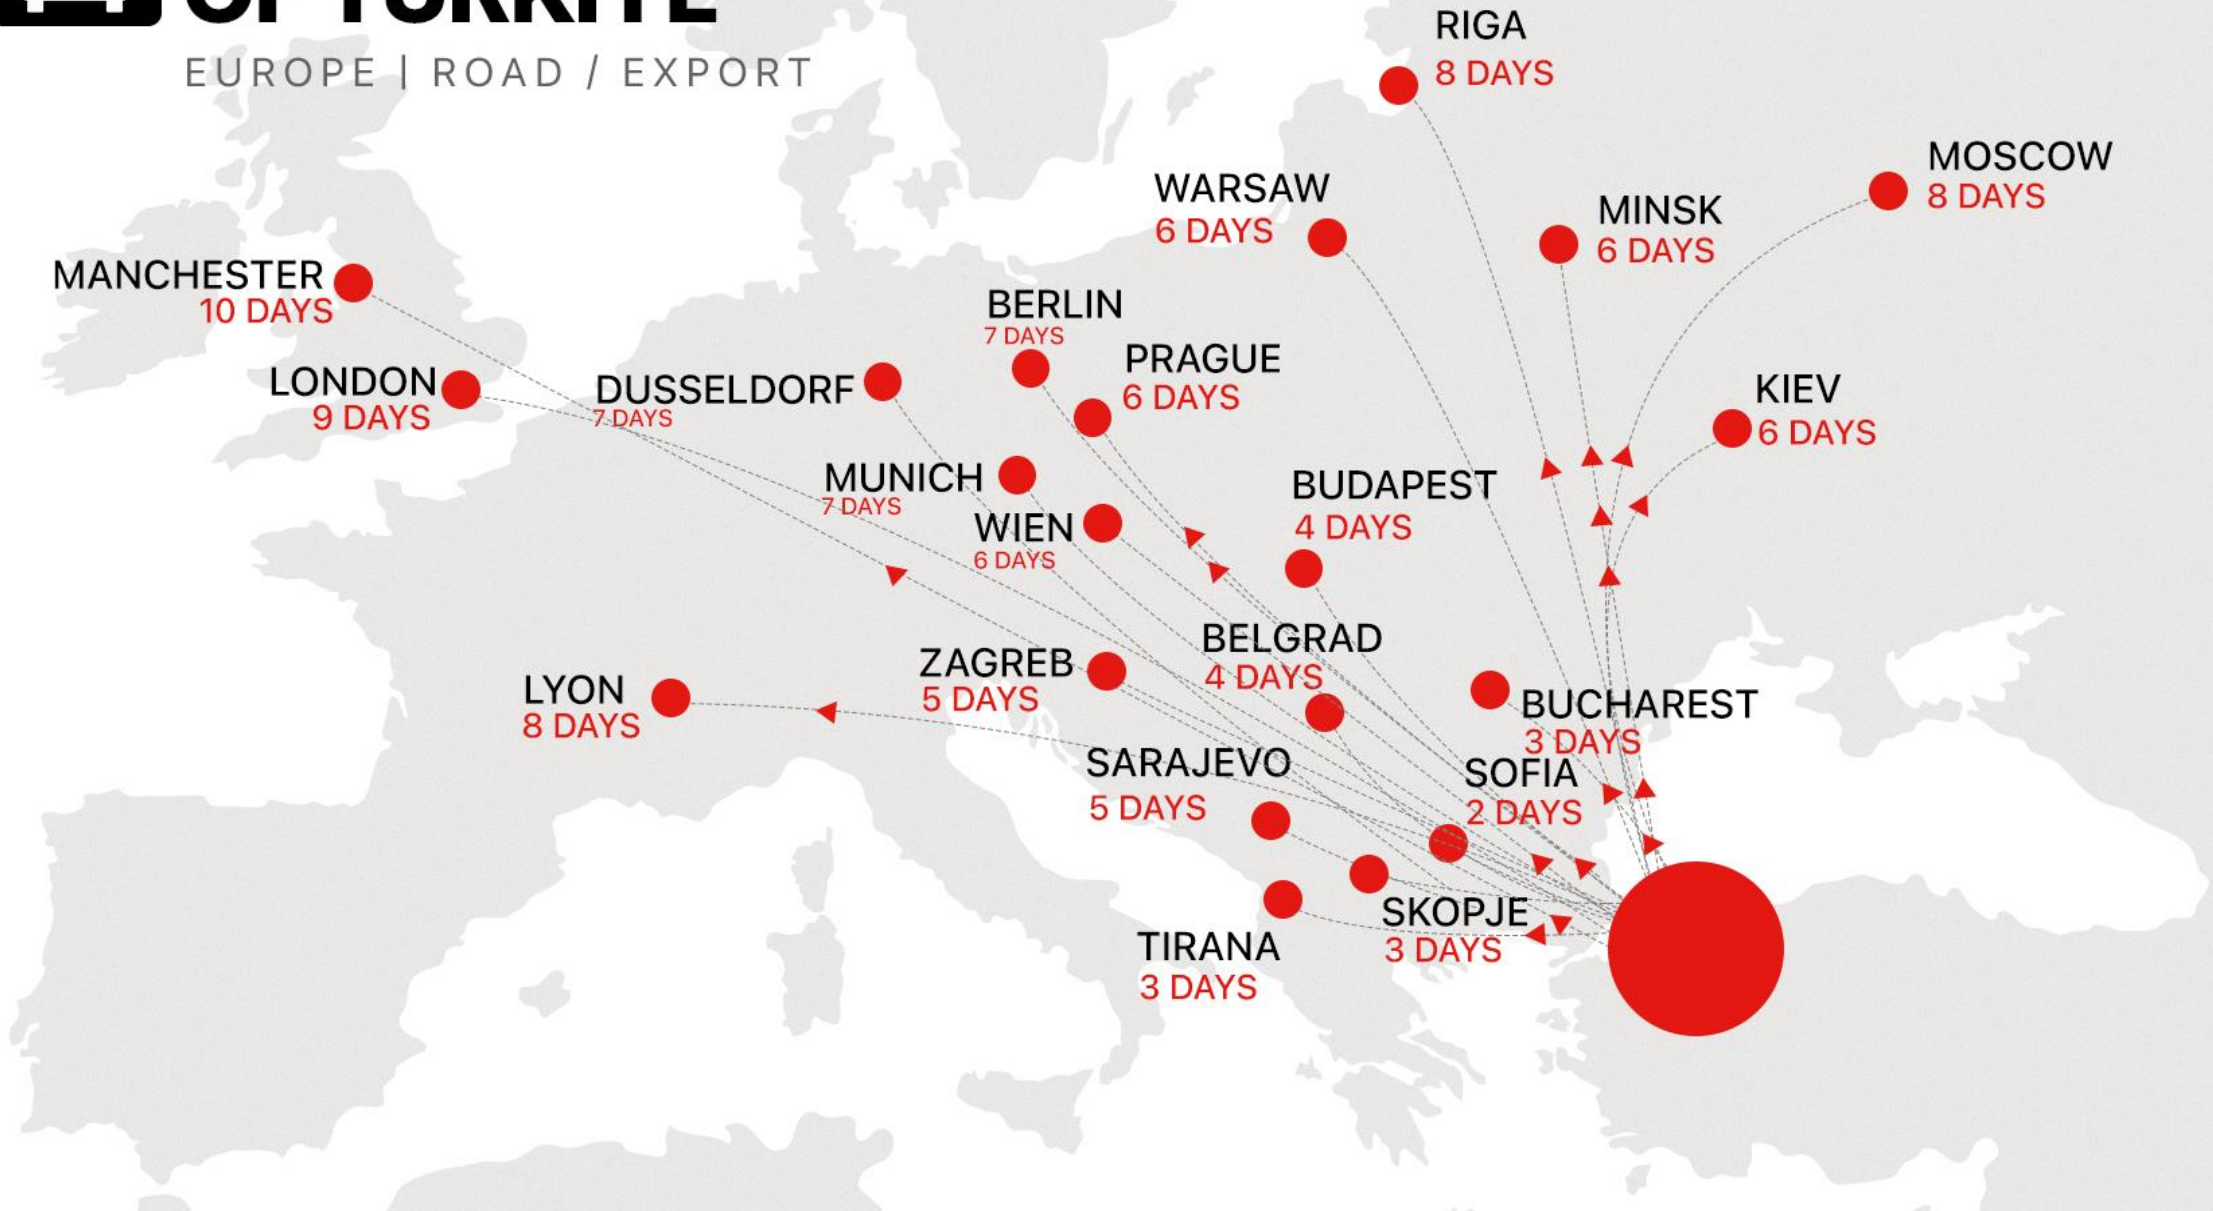 OF TÜRKİYE
EUROPE | ROAD / EXPORT
RIGA
8 DAYS
MOSCOW
8 DAYS
WARSAW
6 DAYS
MINSK
6 DAYS
MANCHESTER
10 DAYS
BERLIN
7 DAYS
PRAGUE
6 DAYS
LONDON
9 DAYS
DUSSELDORF
7 DAYS
KIEV
6 DAYS
MUNICH
7 DAYS
BUDAPEST
4 DAYS
WIEN
6 DAYS
BELGRAD
4 DAYS
ZAGREB
5 DAYS
LYON
8 DAYS
BUCHAREST
3 DAYS
SARAJEVO
5 DAYS
SOFIA
2 DAYS
SKOPJE
3 DAYS
TIRANA
3 DAYS